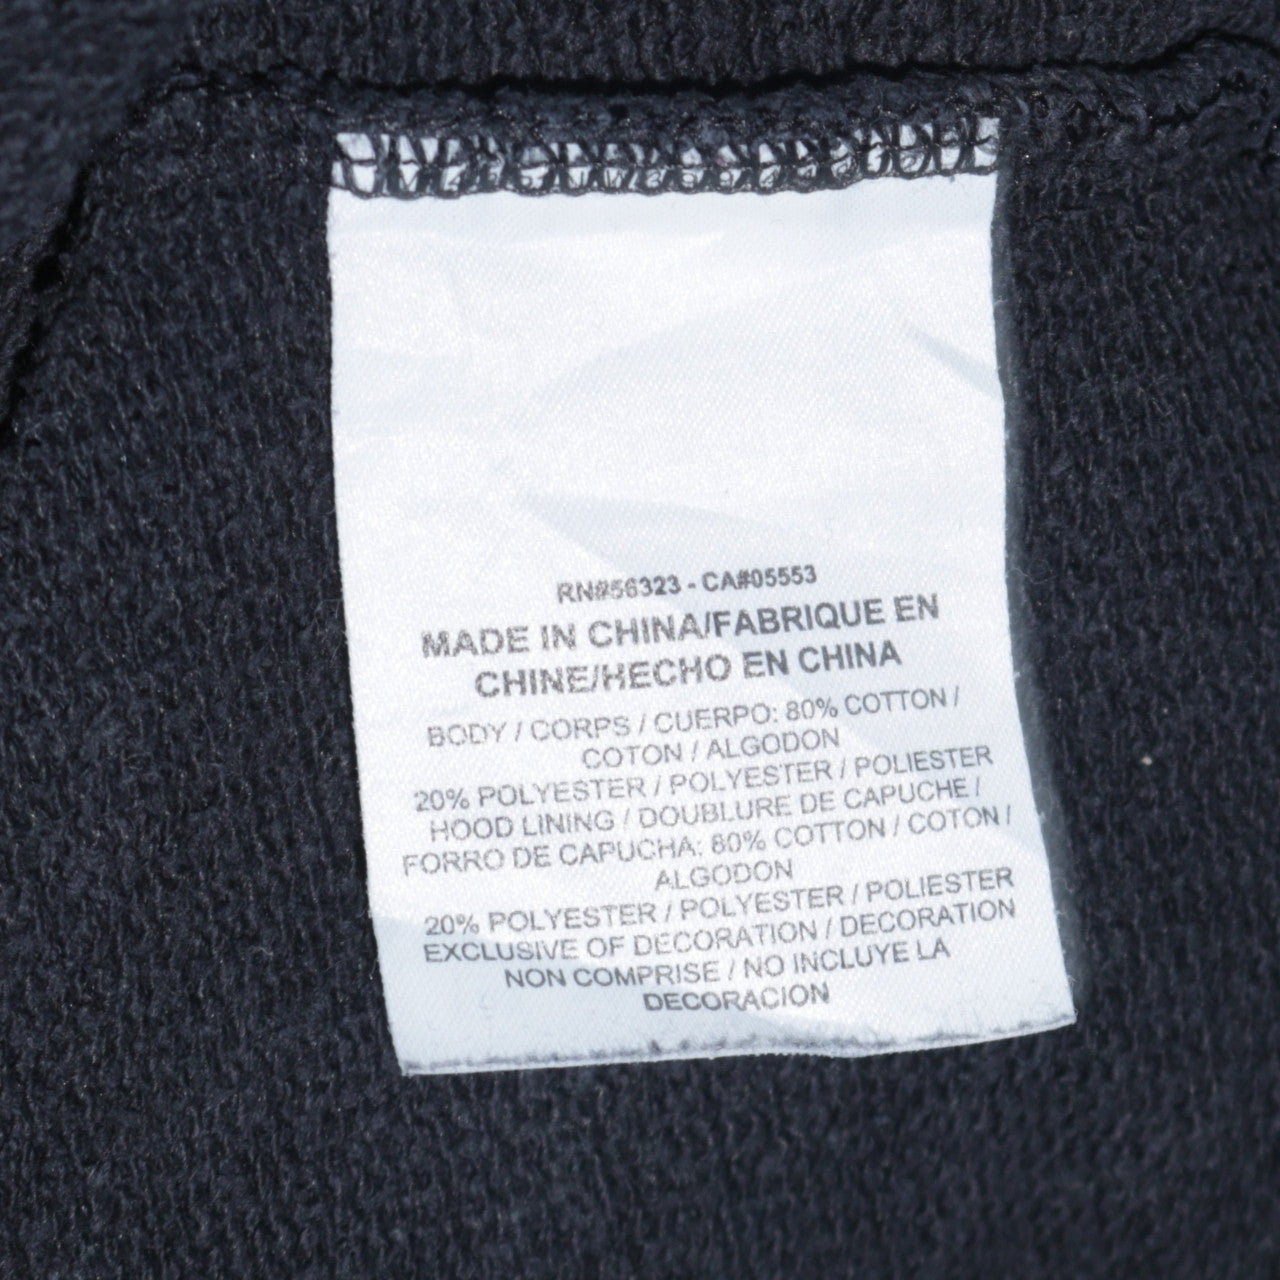 RN#56323 - CA#05553
MADE IN CHINA/FABRIQUE EN
CHINE/HECHO EN CHINA
BODY / CORPS / CUERPO: 80% COTTON /
COTON / ALGODON
20% POLYESTER / POLYESTER / POLIESTER
HOOD LINING / DOUBLURE DE CAPUCHE /
FORRO DE CAPUCHA: 80% COTTON / COTON /
ALGODON
20% POLYESTER / POLYESTER / POLIESTER
EXCLUSIVE OF DECORATION / DECORATION
NON COMPRISE / NO INCLUYE LA
DECORACION